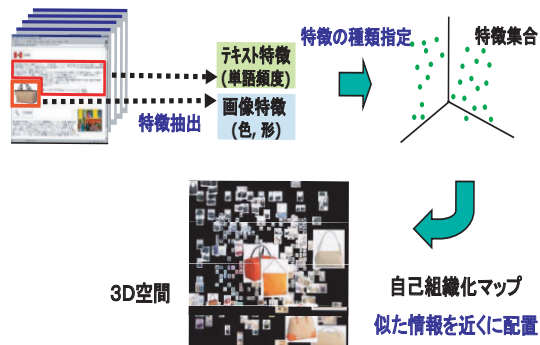 テキスト特徴
(単語頻度)
画像特徴
(色, 形)
特徴抽出
特徴の種類指定
特徴集合
自己組織化マップ
似た情報を近くに配置
3D空間